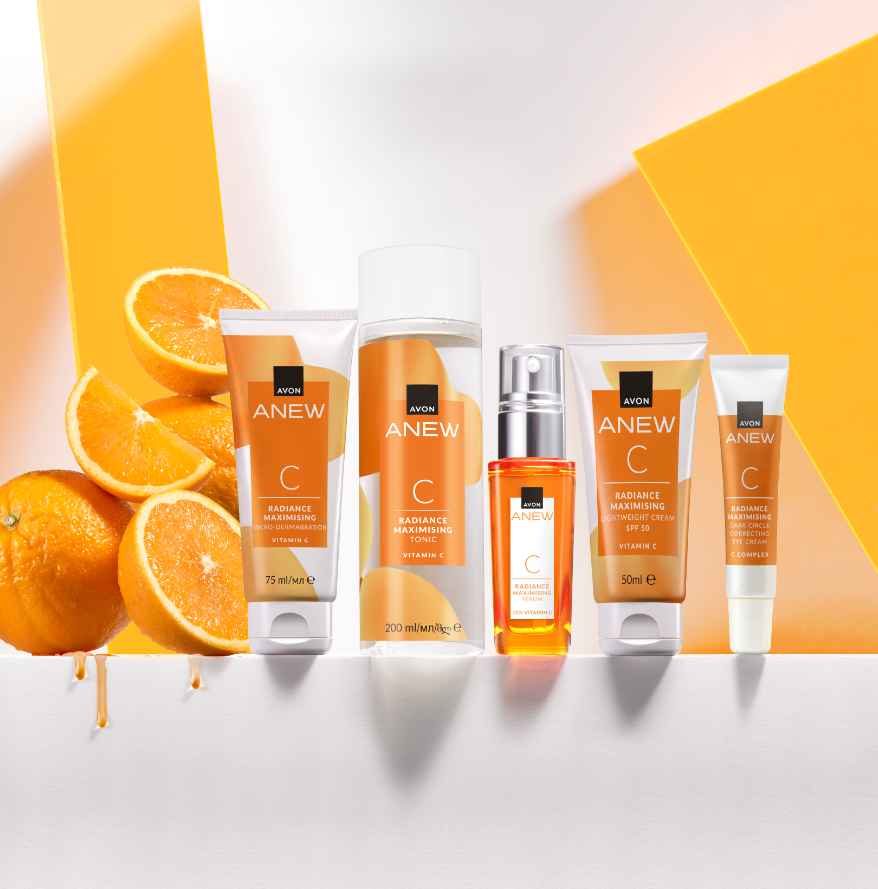 AVON
ANEW
C
RADIANCE
MAXIMISING
MICRO-DERMABRASION
VITAMIN C
75 ml/мл ℮
AVON
ANEW
C
RADIANCE
MAXIMISING
TONIC
VITAMIN C
200 ml/мл/მლ ℮
AVON
ANEW
C
RADIANCE
MAXIMISING
SERUM
10% VITAMIN C
AVON
ANEW
C
RADIANCE
MAXIMISING
LIGHTWEIGHT CREAM
SPF 50
VITAMIN C
50ml ℮
AVON
ANEW
C
RADIANCE
MAXIMISING
DARK CIRCLE
CORRECTING
EYE CREAM
C COMPLEX